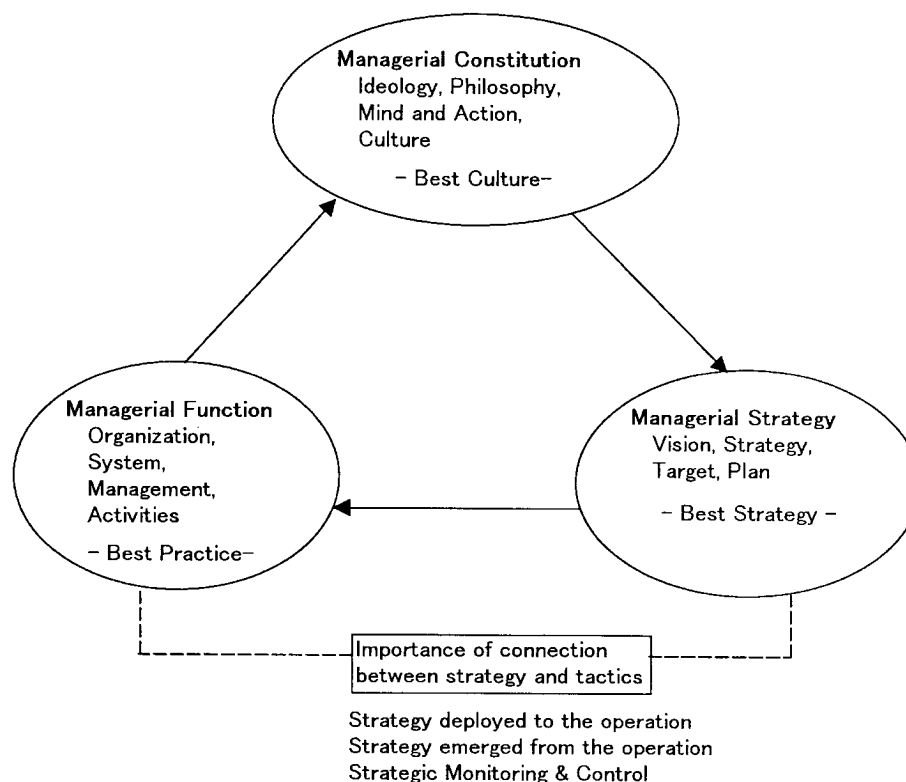 Managerial Constitution
Ideology, Philosophy,
Mind and Action,
Culture
- Best Culture-
Managerial Function
Organization,
System,
Management,
Activities
- Best Practice-
Managerial Strategy
Vision, Strategy,
Target, Plan
- Best Strategy -
Importance of connection
between strategy and tactics
Strategy deployed to the operation
Strategy emerged from the operation
Strategic Monitoring & Control